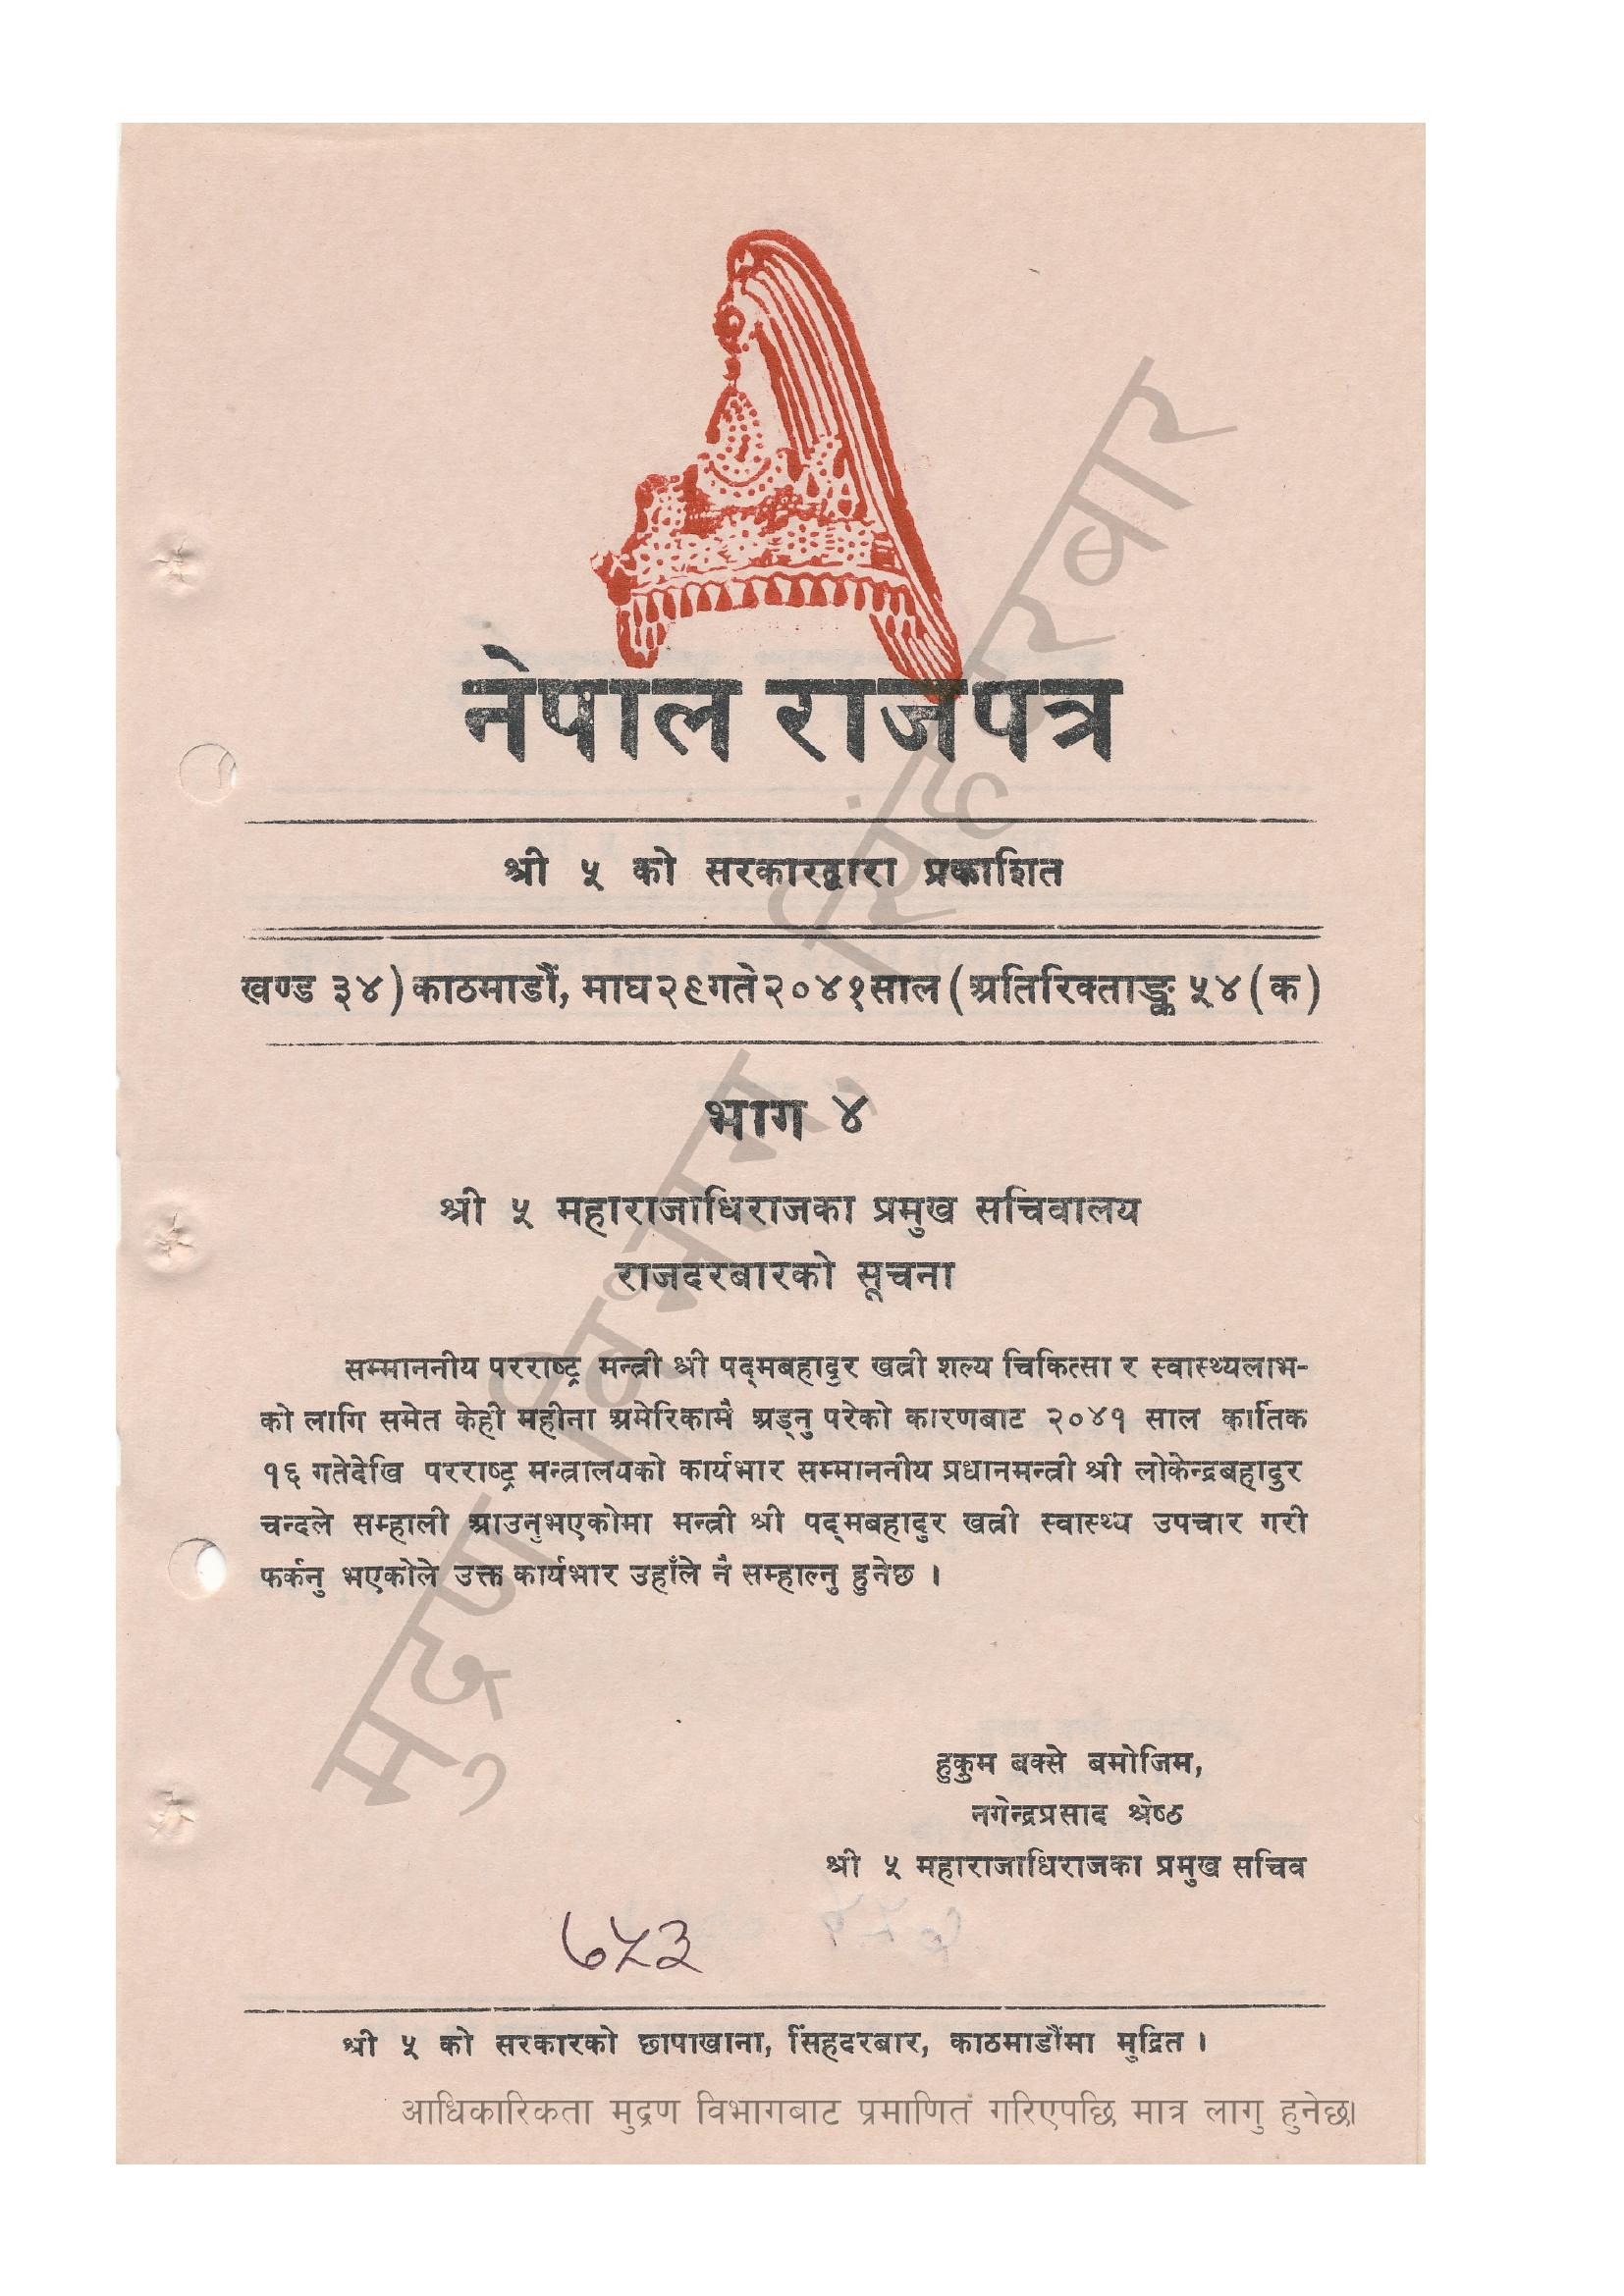 नेपाल राजपत्र
श्री ५ को सरकारद्वारा प्रकाशित
खण्ड ३४) काठमाडौं, माघ २९ गते २०४१ साल (अतिरिक्ताङ्क ५४ (क)
भाग ४
श्री ५ महाराजाधिराजका प्रमुख सचिवालय
राजदरबारको सूचना
सम्माननीय परराष्ट्र मन्त्री श्री पद्मबहादुर खत्री शल्य चिकित्सा र स्वास्थ्यलाभ-
को लागि समेत केही महीना अमेरिकामै अड्नु परेको कारणबाट २०४१ साल कार्तिक
१६ गतेदेखि परराष्ट्र मन्त्रालयको कार्यभार सम्माननीय प्रधानमन्त्री श्री लोकेन्द्रबहादुर
चन्दले सम्हाली आउनुभएकोमा मन्त्री श्री पद्मबहादुर खत्री स्वास्थ्य उपचार गरी
फर्कनु भएकोले उक्त कार्यभार उहाँले नै सम्हाल्नु हुनेछ ।
हुकुम बक्से बमोजिम,
नगेन्द्रप्रसाद श्रेष्ठ
श्री ५ महाराजाधिराजका प्रमुख सचिव
७५३
श्री ५ को सरकारको छापाखाना, सिंहदरबार, काठमाडौंमा मुद्रित ।
आधिकारिकता मुद्रण विभागबाट प्रमाणित गरिएपछि मात्र लागु हुनेछ।
मुद्रण विभाग, सिंहदरबार